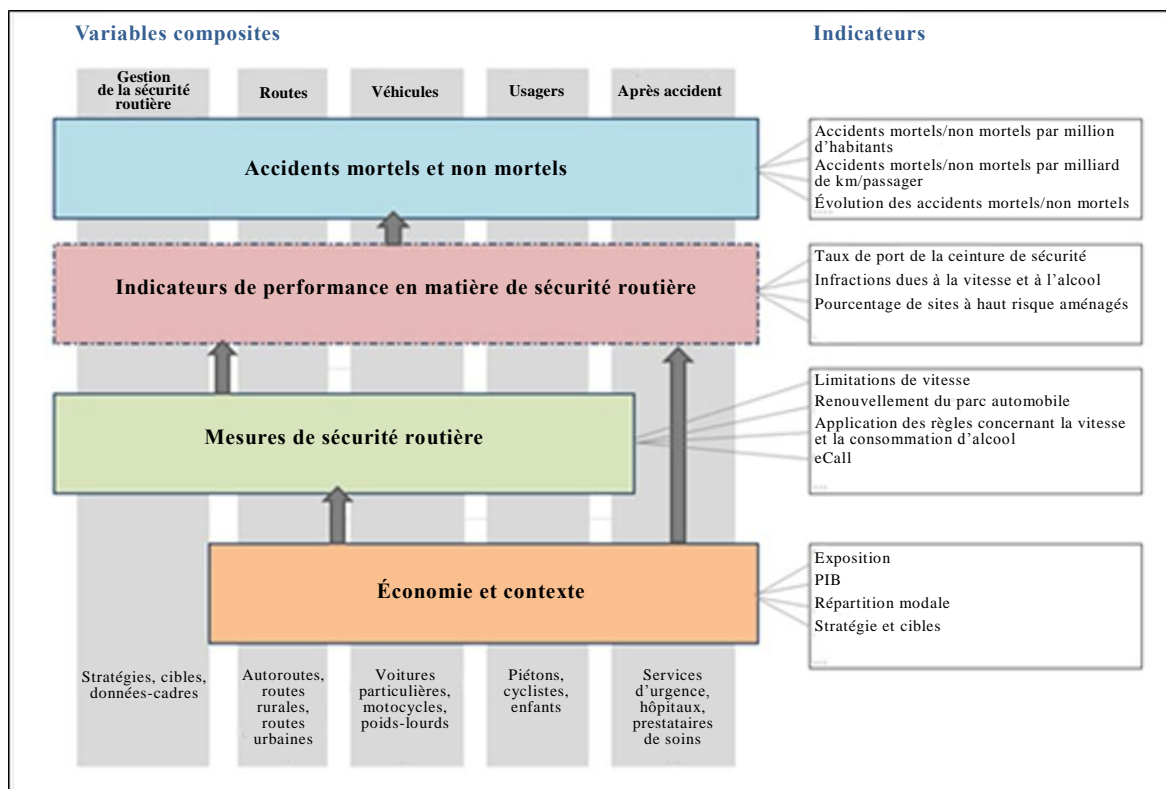 Variables composites
Indicateurs
Gestion
de la sécurité
routière
Routes
Véhicules
Usagers
Après accident
Accidents mortels et non mortels
Accidents mortels/non mortels par million
d’habitants
Accidents mortels/non mortels par milliard
de km/passager
Évolution des accidents mortels/non mortels
Indicateurs de performance en matière de sécurité routière
Taux de port de la ceinture de sécurité
Infractions dues à la vitesse et à l’alcool
Pourcentage de sites à haut risque aménagés
Mesures de sécurité routière
Limitations de vitesse
Renouvellement du parc automobile
Application des règles concernant la vitesse
et la consommation d’alcool
eCall
Économie et contexte
Exposition
PIB
Répartition modale
Stratégie et cibles
Stratégies, cibles,
données-cadres
Autoroutes,
routes
rurales,
routes
urbaines
Voitures
particulières,
motocycles,
poids-lourds
Piétons,
cyclistes,
enfants
Services
d’urgence,
hôpitaux,
prestataires
de soins